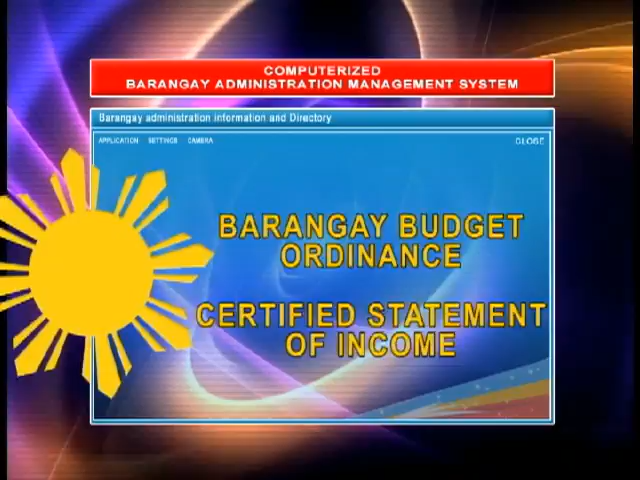 COMPUTERIZED
BARANGAY ADMINISTRATION MANAGEMENT SYSTEM
Barangay administration information and Directory
APPLICATION SETTINGS CAMERA CLOSE
BARANGAY BUDGET
ORDINANCE
CERTIFIED STATEMENT
OF INCOME